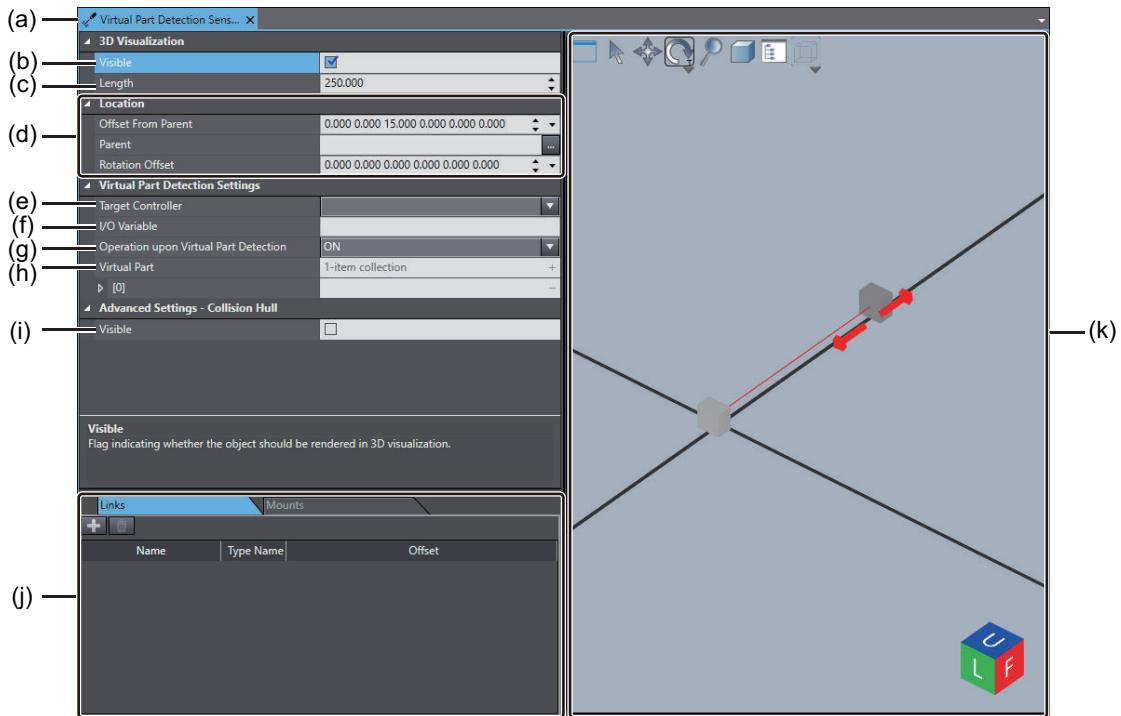 (a) Virtual Part Detection Sens... X
3D Visualization
(b) Visible
(c) Length 250.000
(d) Location
Offset From Parent 0.000 0.000 15.000 0.000 0.000 0.000
Parent ...
Rotation Offset 0.000 0.000 0.000 0.000 0.000 0.000
Virtual Part Detection Settings
(e) Target Controller
(f) I/O Variable
(g) Operation upon Virtual Part Detection ON
(h) Virtual Part 1-item collection +
[0] −
Advanced Settings - Collision Hull
(i) Visible
Visible
Flag indicating whether the object should be rendered in 3D visualization.
(j) Links Mounts
Name Type Name Offset
(k)
U
L F